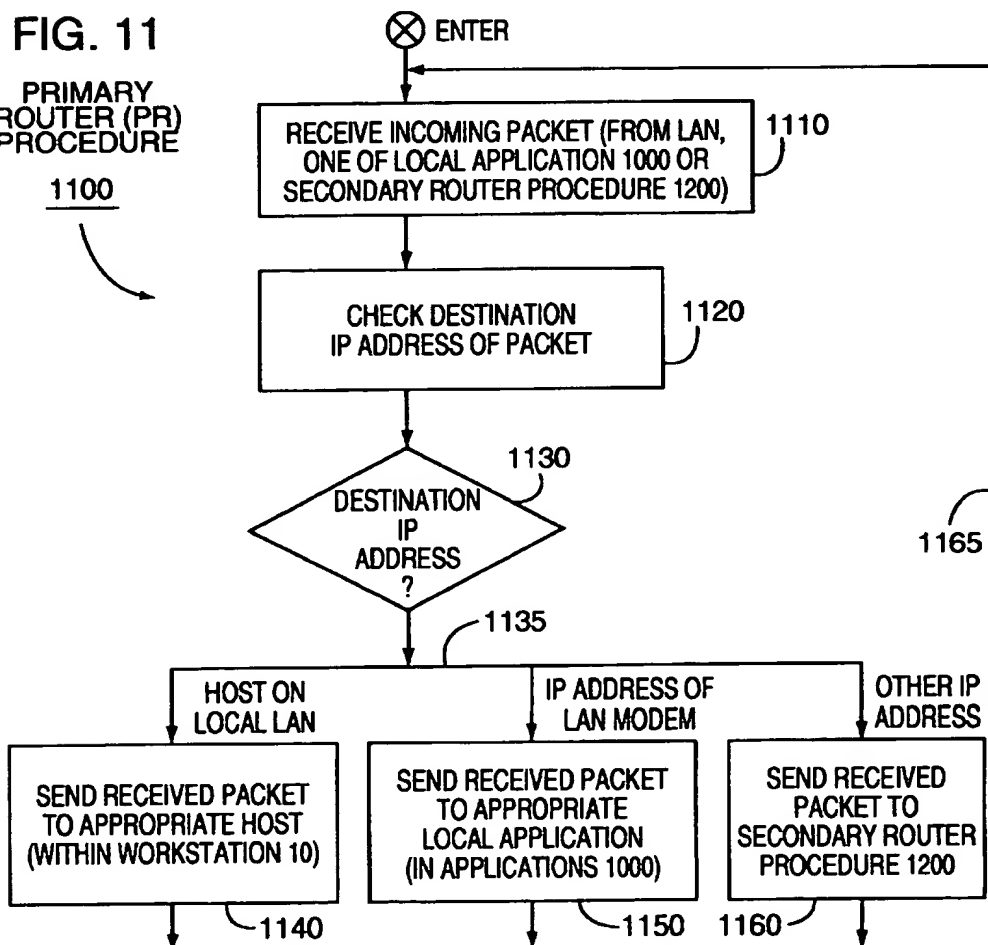 FIG. 11
PRIMARY
ROUTER (PR)
PROCEDURE
1100
ENTER
RECEIVE INCOMING PACKET (FROM LAN,
ONE OF LOCAL APPLICATION 1000 OR
SECONDARY ROUTER PROCEDURE 1200)
1110
CHECK DESTINATION
IP ADDRESS OF PACKET
1120
DESTINATION
IP
ADDRESS
?
1130
1165
1135
HOST ON
LOCAL LAN
IP ADDRESS OF
LAN MODEM
OTHER IP
ADDRESS
SEND RECEIVED PACKET
TO APPROPRIATE HOST
(WITHIN WORKSTATION 10)
1140
SEND RECEIVED PACKET
TO APPROPRIATE
LOCAL APPLICATION
(IN APPLICATIONS 1000)
1150
SEND RECEIVED
PACKET TO
SECONDARY ROUTER
PROCEDURE 1200
1160